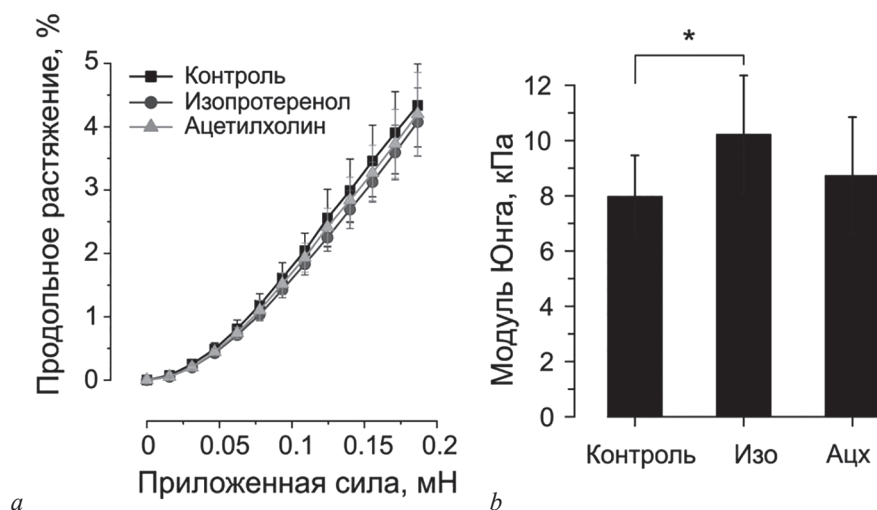 Продольное растяжение, %
5
4
3
2
1
0
Контроль
Изопротеренол
Ацетилхолин
0 0.05 0.1 0.15 0.2
Приложенная сила, мН
a
Модуль Юнга, кПа
12
10
8
6
4
2
0
*
Контроль Изо Ацх
b